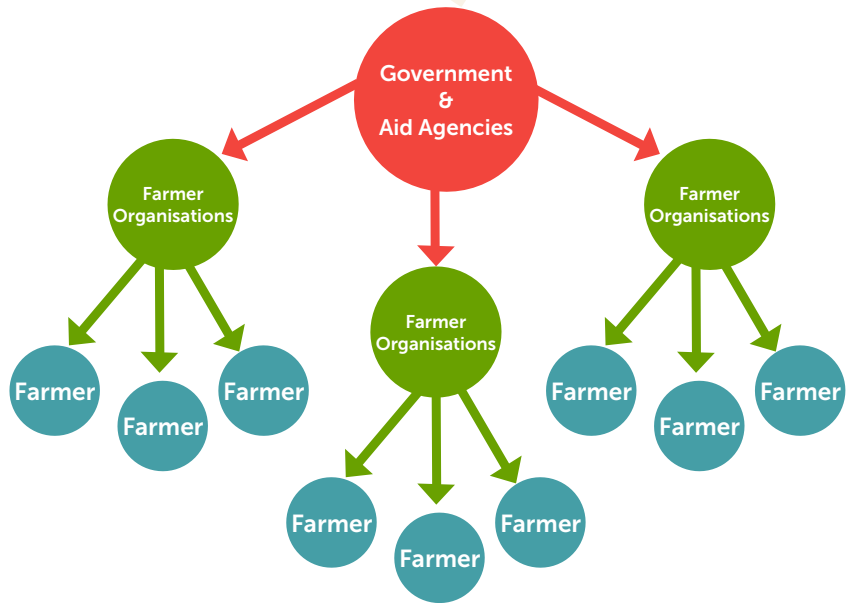 Government
&
Aid Agencies
Farmer
Organisations
Farmer
Organisations
Farmer
Organisations
Farmer
Farmer
Farmer
Farmer
Farmer
Farmer
Farmer
Farmer
Farmer